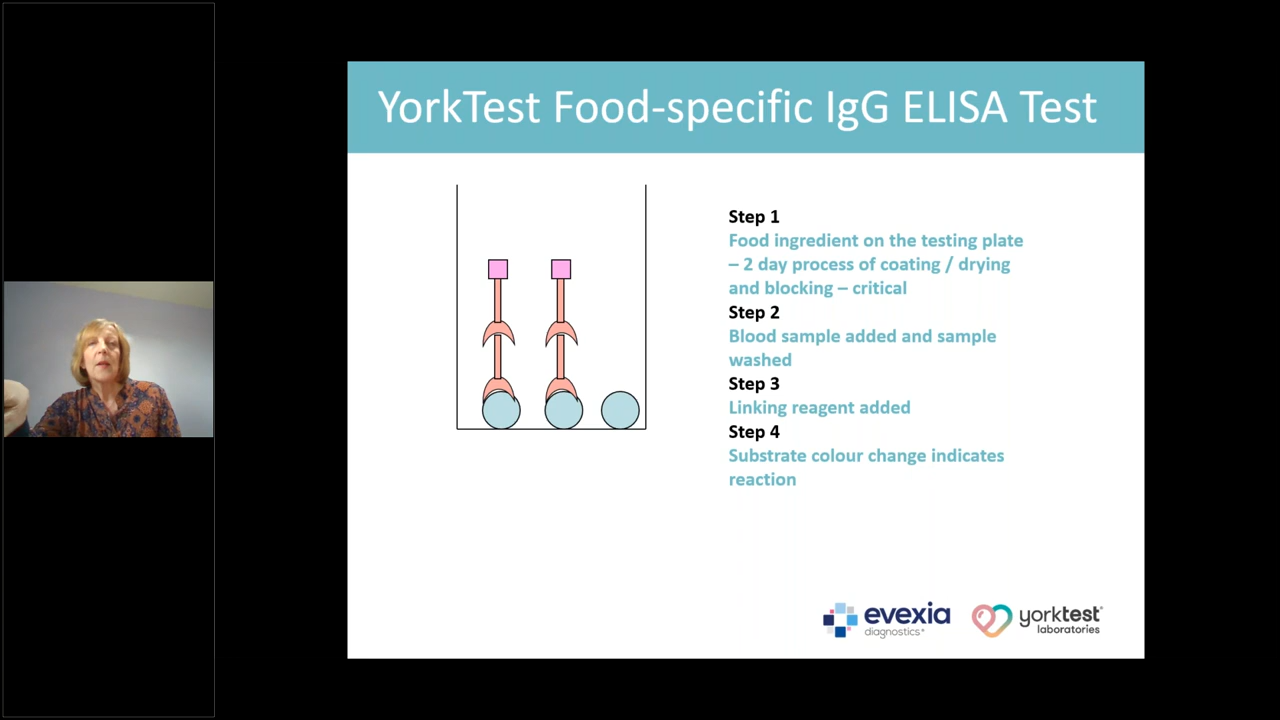 YorkTest Food-specific IgG ELISA Test
Step 1
Food ingredient on the testing plate
– 2 day process of coating / drying
and blocking – critical
Step 2
Blood sample added and sample
washed
Step 3
Linking reagent added
Step 4
Substrate colour change indicates
reaction
evexia
diagnostics
yorktest
laboratories